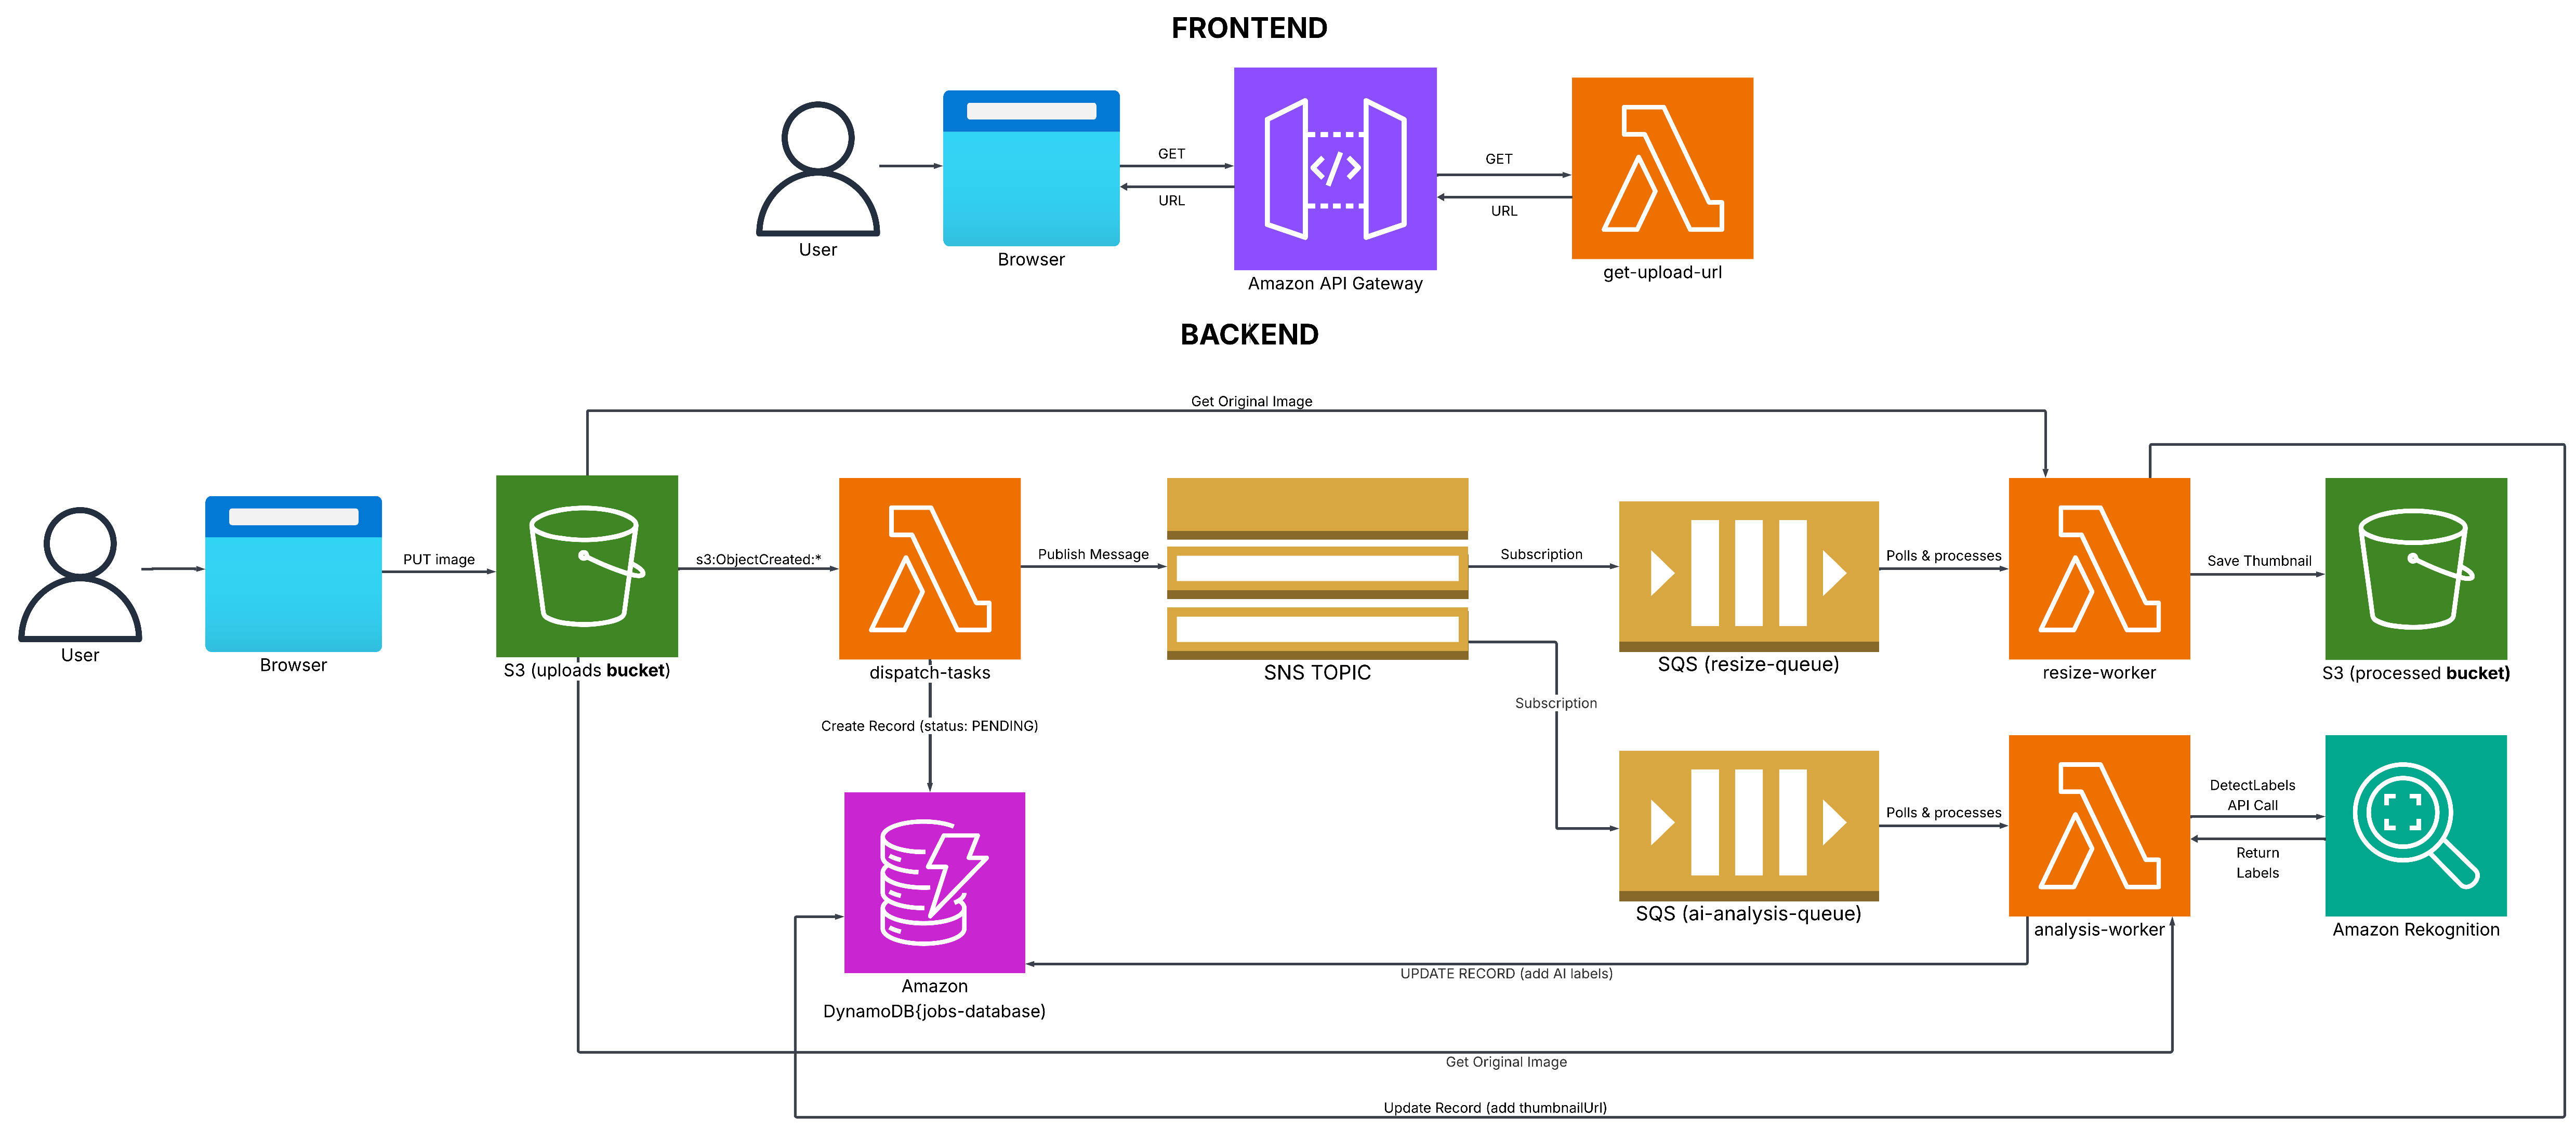 FRONTEND
GET
URL
GET
URL
User
Browser
Amazon API Gateway
get-upload-url
BACKEND
Get Original Image
PUT image
s3:ObjectCreated:*
Publish Message
Subscription
Polls & processes
Save Thumbnail
User
Browser
S3 (uploads bucket)
dispatch-tasks
SNS TOPIC
SQS (resize-queue)
resize-worker
S3 (processed bucket)
Subscription
Create Record (status: PENDING)
Polls & processes
DetectLabels
API Call
Return
Labels
SQS (ai-analysis-queue)
analysis-worker
Amazon Rekognition
UPDATE RECORD (add AI labels)
Amazon
DynamoDB{jobs-database)
Get Original Image
Update Record (add thumbnailUrl)